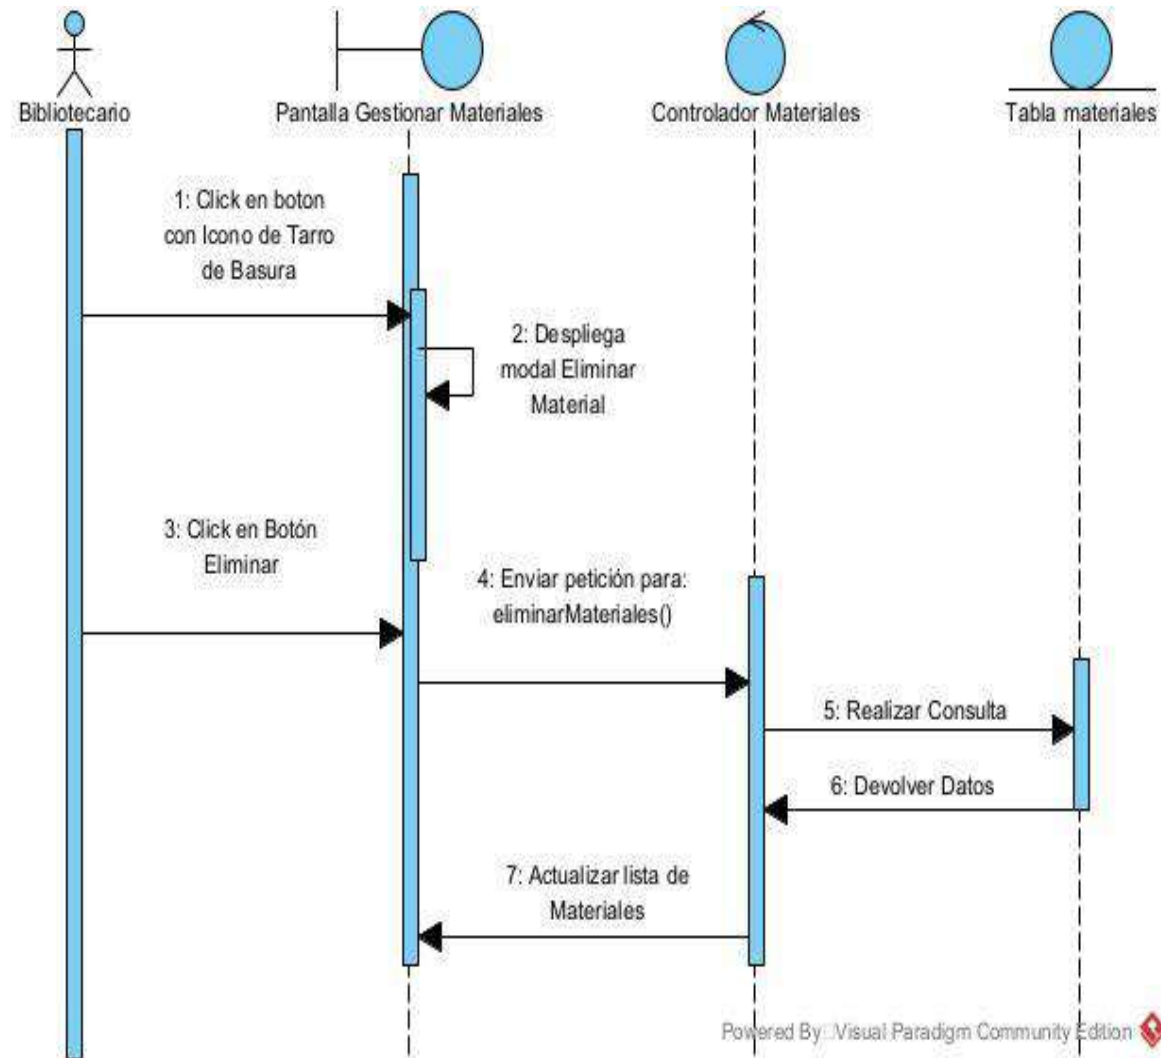 Bibliotecario
Pantalla Gestionar Materiales
Controlador Materiales
Tabla materiales
1: Click en boton
con Icono de Tarro
de Basura
2: Despliega
modal Eliminar
Material
3: Click en Botón
Eliminar
4: Enviar petición para:
eliminarMateriales()
5: Realizar Consulta
6: Devolver Datos
7: Actualizar lista de
Materiales
Powered By Visual Paradigm Community Edition